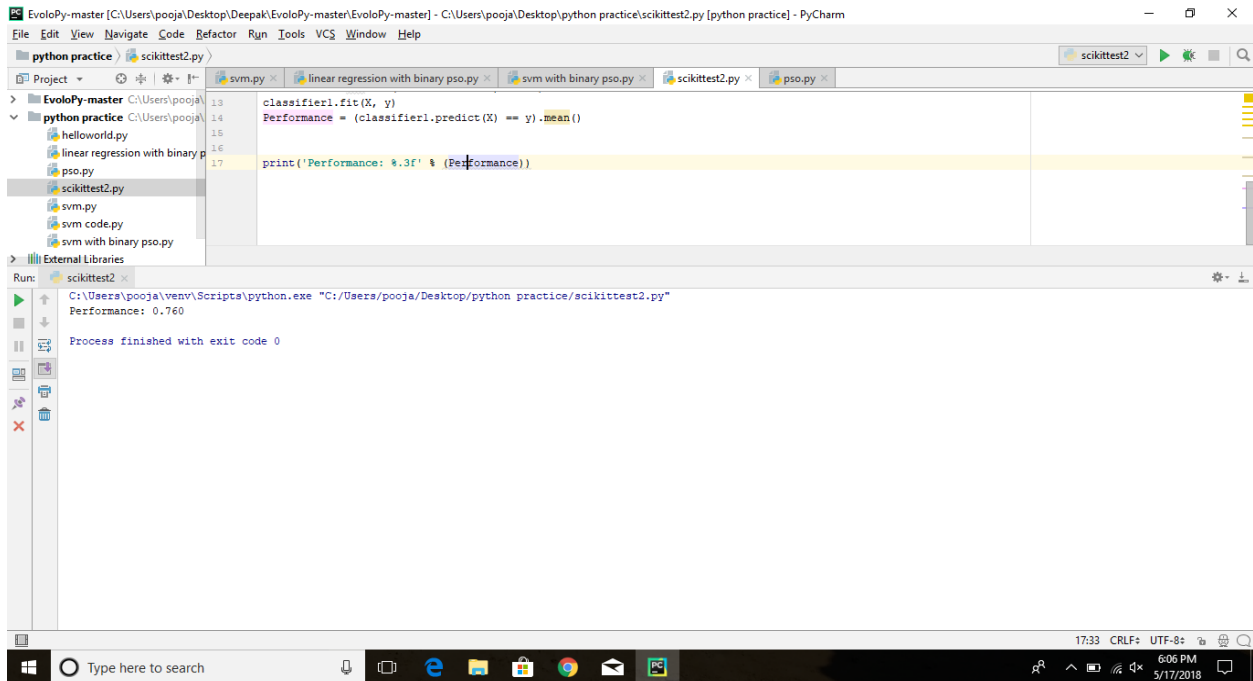 EvoloPy-master [C:\Users\pooja\Desktop\Deepak\EvoloPy-master\EvoloPy-master] - C:\Users\pooja\Desktop\python practice\scikittest2.py [python practice] - PyCharm
File Edit View Navigate Code Refactor Run Tools VCS Window Help
python practice scikittest2.py
scikittest2
Project
svm.py linear regression with binary pso.py svm with binary pso.py scikittest2.py pso.py
EvoloPy-master C:\Users\pooja\
python practice C:\Users\pooja\
helloworld.py
linear regression with binary p
pso.py
scikittest2.py
svm.py
svm code.py
svm with binary pso.py
External Libraries
13 classifier1.fit(X, y)
14 Performance = (classifier1.predict(X) == y).mean()
15
16
17 print('Performance: %.3f' % (Performance))
Run: scikittest2
C:\Users\pooja\venv\Scripts\python.exe "C:/Users/pooja/Desktop/python practice/scikittest2.py"
Performance: 0.760
Process finished with exit code 0
17:33 CRLF UTF-8
Type here to search
6:06 PM
5/17/2018